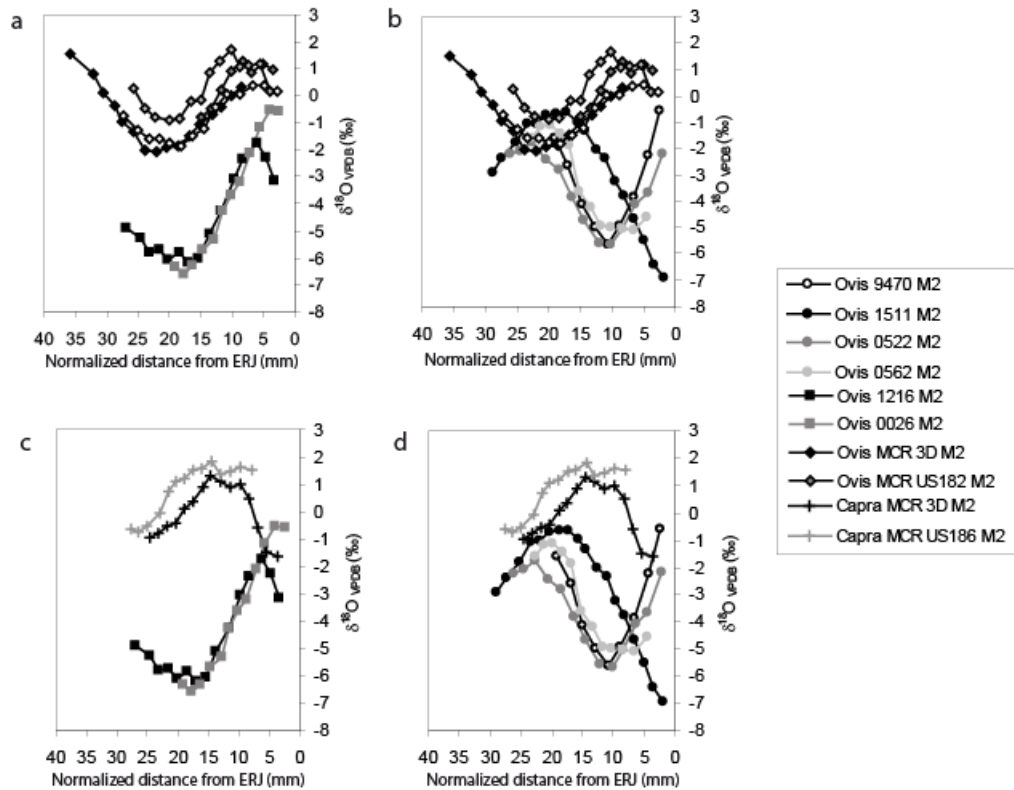 a
3
2
1
0
-1
-2
-3
-4
-5
-6
-7
-8
δ18O VPDB (‰)
40 35 30 25 20 15 10 5 0
Normalized distance from ERJ (mm)
b
3
2
1
0
-1
-2
-3
-4
-5
-6
-7
-8
δ18O VPDB (‰)
40 35 30 25 20 15 10 5 0
Normalized distance from ERJ (mm)
Ovis 9470 M2
Ovis 1511 M2
Ovis 0522 M2
Ovis 0562 M2
Ovis 1216 M2
Ovis 0026 M2
Ovis MCR 3D M2
Ovis MCR US182 M2
Capra MCR 3D M2
Capra MCR US186 M2
c
3
2
1
0
-1
-2
-3
-4
-5
-6
-7
-8
δ18O VPDB (‰)
40 35 30 25 20 15 10 5 0
Normalized distance from ERJ (mm)
d
3
2
1
0
-1
-2
-3
-4
-5
-6
-7
-8
δ18O VPDB (‰)
40 35 30 25 20 15 10 5 0
Normalized distance from ERJ (mm)